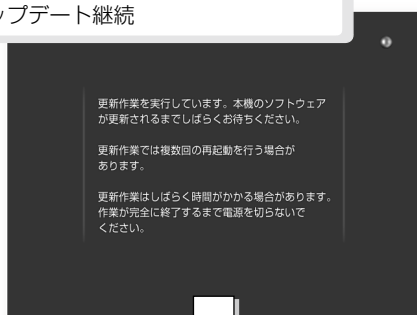 ップデート継続
更新作業を実行しています。本機のソフトウェア
が更新されるまでしばらくお待ちください。
更新作業では複数回の再起動を行う場合が
あります。
更新作業はしばらく時間がかかる場合があります。
作業が完全に終了するまで電源を切らないで
ください。